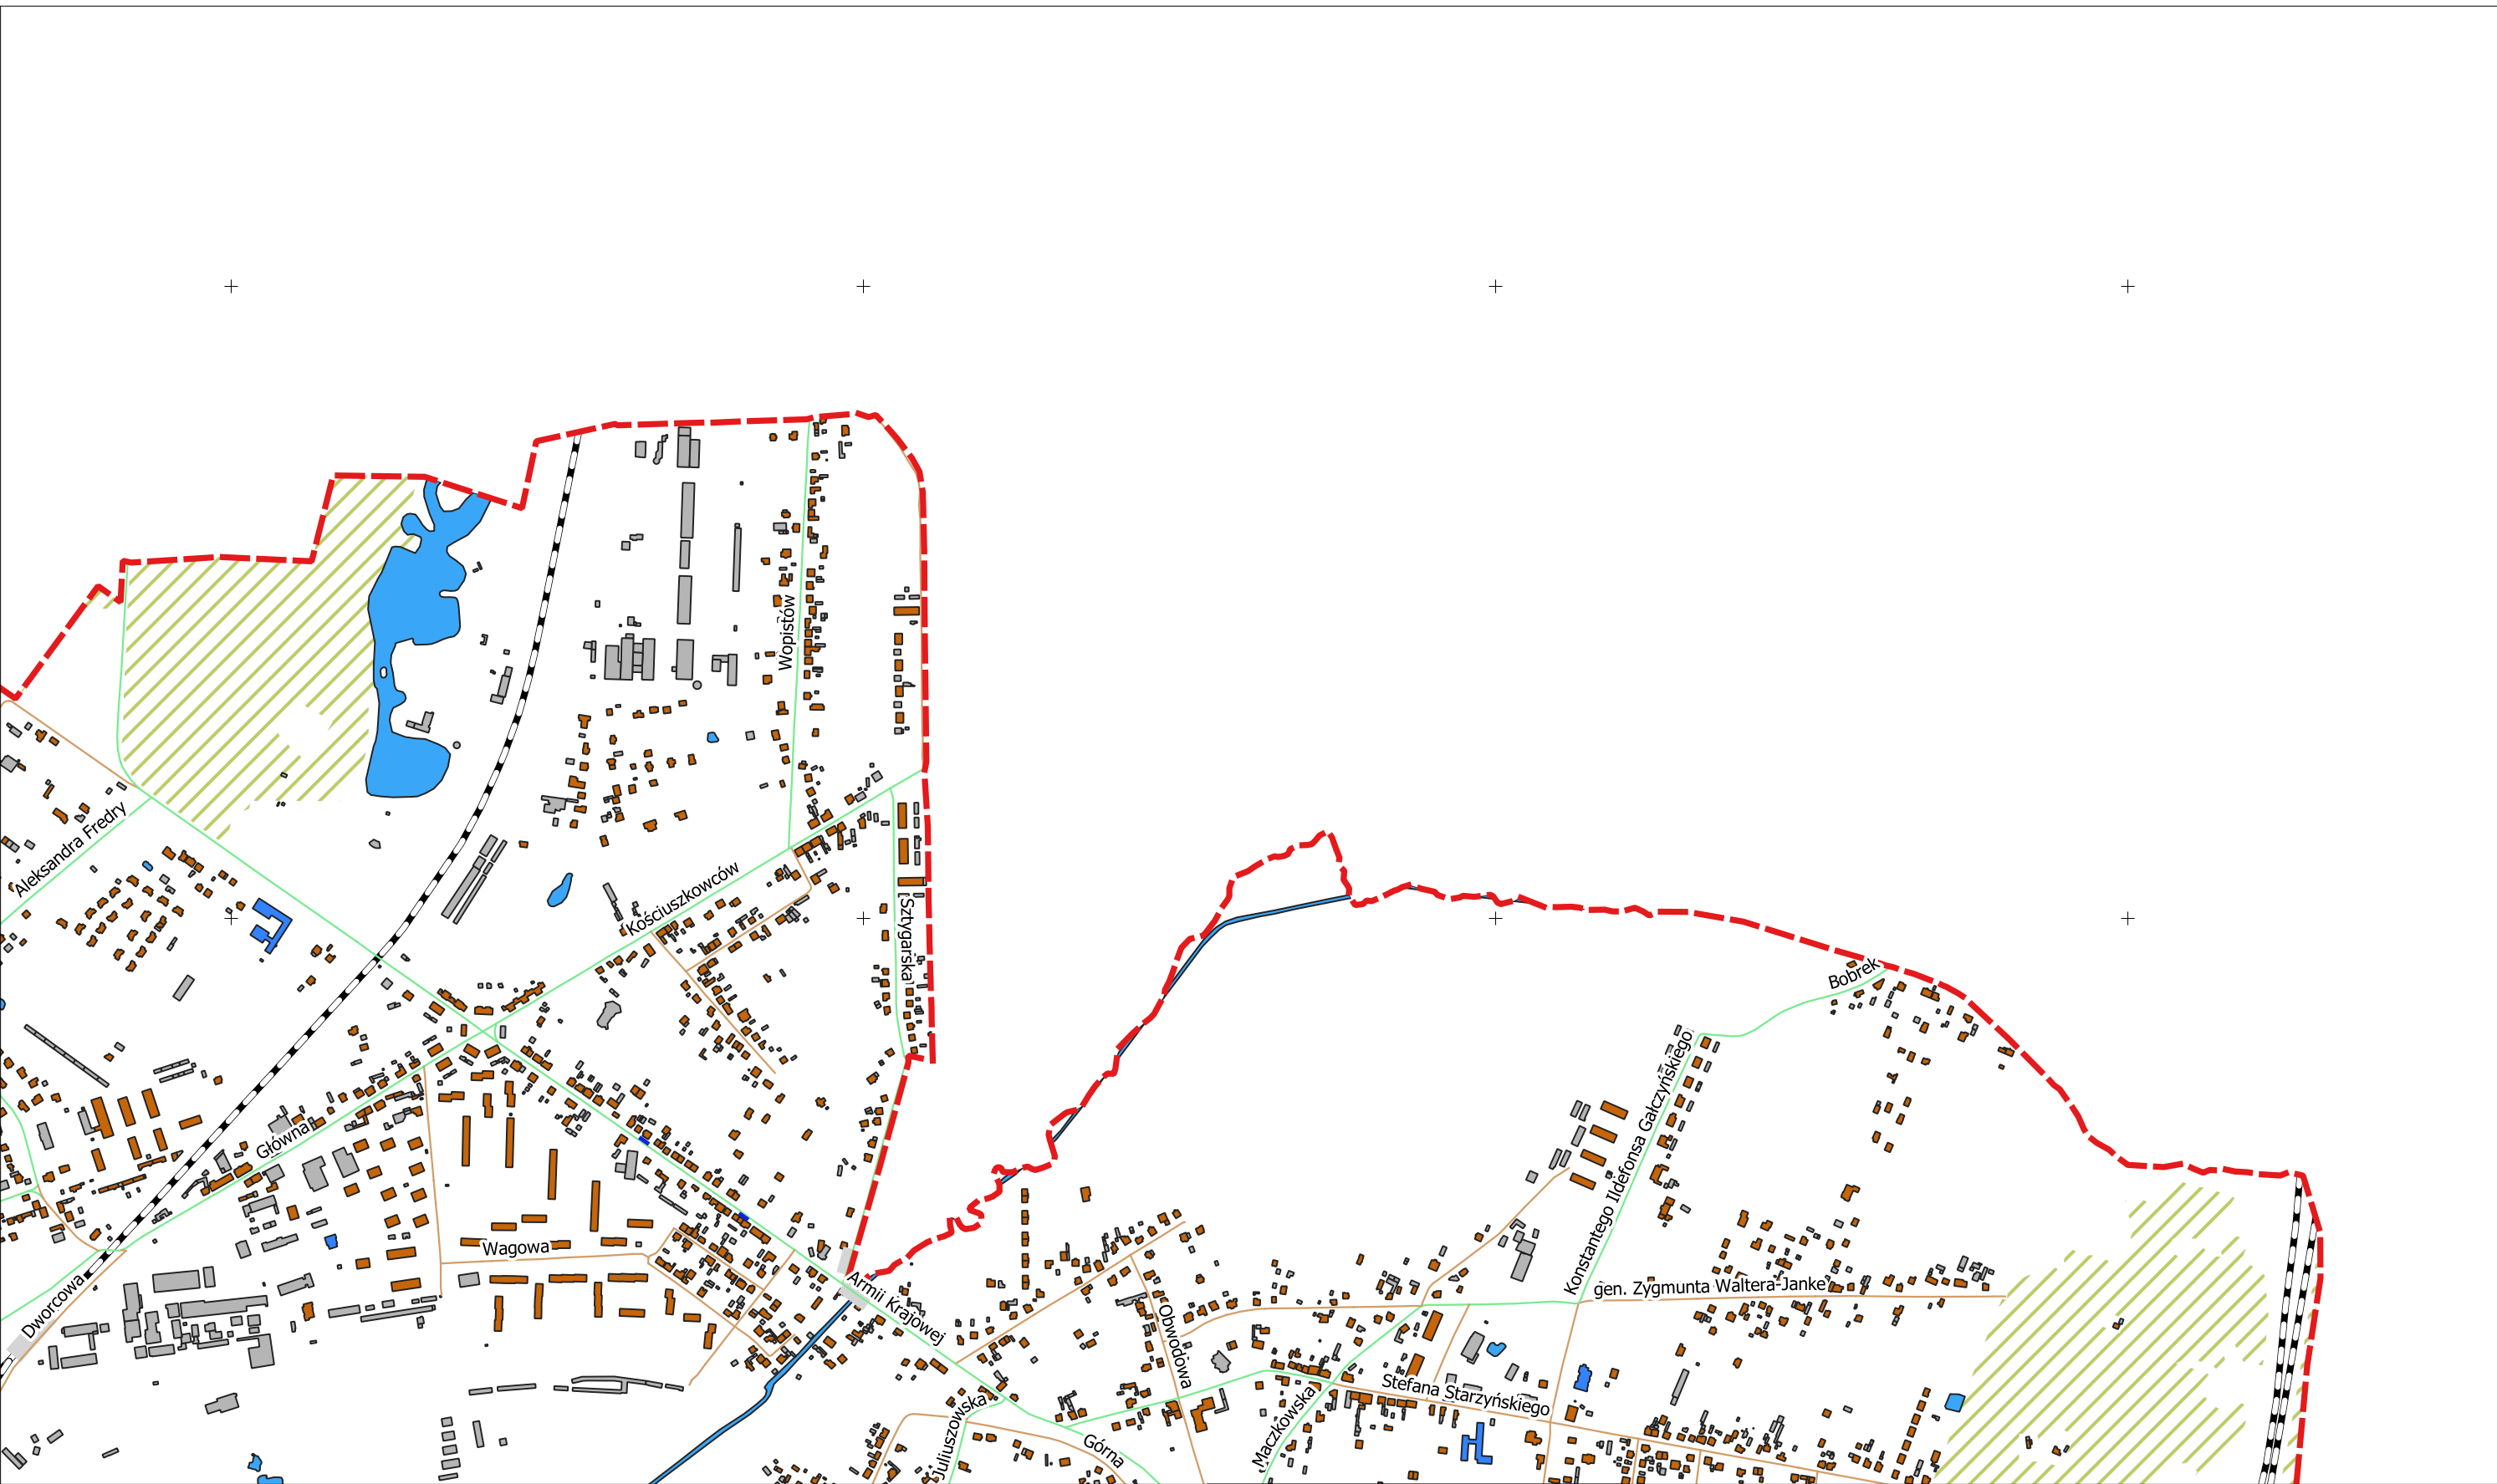 Wopistów
Aleksandra Fredry
Kościuszkowców
Sztygarska
Bobrek
Konstantego Ildefonsa Gałczyńskiego
Główna
Wagowa
Dworcowa
Armii Krajowej
gen. Zygmunta Waltera-Janke
Obwodowa
Stefana Starzyńskiego
Maczkowska
Juliuszowska
Górna